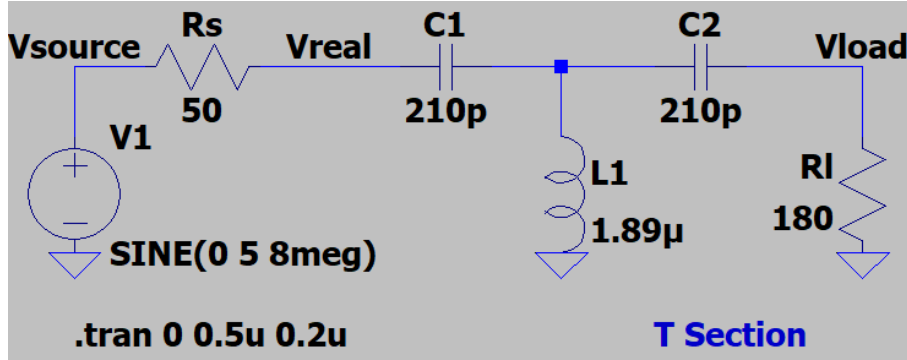 Rs
C1
C2
Vsource
Vreal
Vload
50
210p
210p
V1
L1
Rl
1.89µ
180
SINE(0 5 8meg)
.tran 0 0.5u 0.2u
T Section